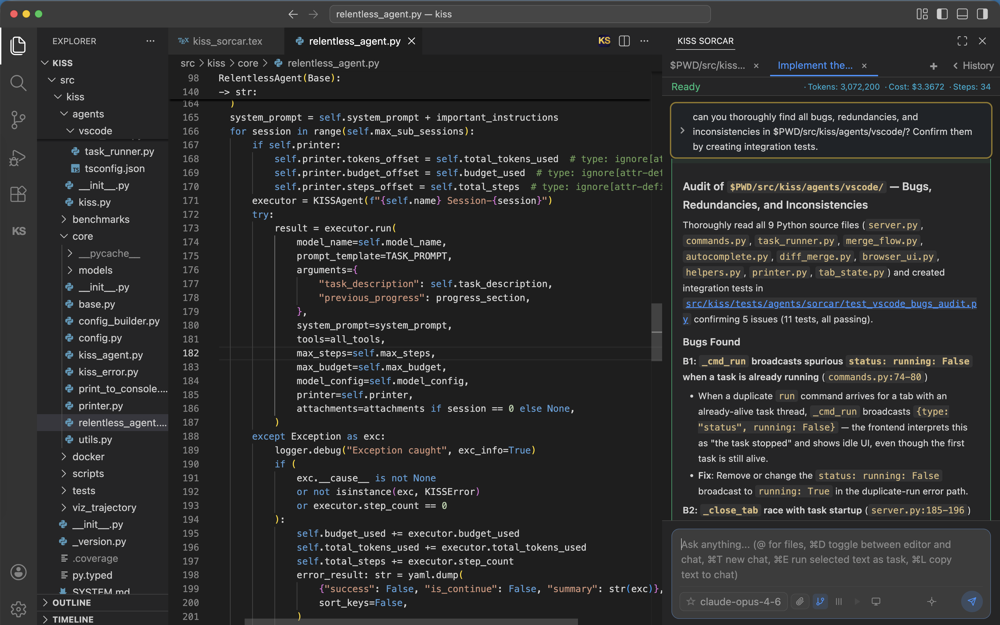 relentless_agent.py — kiss
EXPLORER
KISS
src
kiss
agents
vscode
task_runner.py
TS tsconfig.json
__init__.py
kiss.py
benchmarks
core
__pycache__
models
__init__.py
base.py
config_builder.py
config.py
kiss_agent.py
kiss_error.py
print_to_console....
printer.py
relentless_agent....
utils.py
docker
scripts
tests
viz_trajectory
__init__.py
_version.py
.coverage
py.typed
SYSTEM.md
OUTLINE
TIMELINE
KS
TEX kiss_sorcar.tex
relentless_agent.py
KS
src > kiss > core > relentless_agent.py
98 RelentlessAgent(Base):
140 -> str:
164 )
165 system_prompt = self.system_prompt + important_instructions
166 for session in range(self.max_sub_sessions):
167 if self.printer:
168 self.printer.tokens_offset = self.total_tokens_used # type: ignore[at
169 self.printer.budget_offset = self.budget_used # type: ignore[attr-def
170 self.printer.steps_offset = self.total_steps # type: ignore[attr-defi
171 executor = KISSAgent(f"{self.name} Session-{session}")
172 try:
173 result = executor.run(
174 model_name=self.model_name,
175 prompt_template=TASK_PROMPT,
176 arguments={
177 "task_description": self.task_description,
178 "previous_progress": progress_section,
179 },
180 system_prompt=system_prompt,
181 tools=all_tools,
182 max_steps=self.max_steps,
183 max_budget=self.max_budget,
184 model_config=self.model_config,
185 printer=self.printer,
186 attachments=attachments if session == 0 else None,
187 )
188 except Exception as exc:
189 logger.debug("Exception caught", exc_info=True)
190 if (
191 exc.__cause__ is not None
192 or not isinstance(exc, KISSError)
193 or executor.step_count == 0
194 ):
195 self.budget_used += executor.budget_used
196 self.total_tokens_used += executor.total_tokens_used
197 self.total_steps += executor.step_count
198 error_result: str = yaml.dump(
199 {"success": False, "is_continue": False, "summary": str(exc)},
200 sort_keys=False,
201 )
KISS SORCAR
$PWD/src/kiss... ×
Implement the... ×
+ < History
Ready
· Tokens: 3,072,200 · Cost: $3.3672 · Steps: 34
can you thoroughly find all bugs, redundancies, and
inconsistencies in $PWD/src/kiss/agents/vscode/? Confirm them
by creating integration tests.
Audit of $PWD/src/kiss/agents/vscode/ — Bugs,
Redundancies, and Inconsistencies
Thoroughly read all 9 Python source files ( server.py ,
commands.py , task_runner.py , merge_flow.py ,
autocomplete.py , diff_merge.py , browser_ui.py ,
helpers.py , printer.py , tab_state.py ) and created
integration tests in
src/kiss/tests/agents/sorcar/test_vscode_bugs_audit.p
y confirming 5 issues (11 tests, all passing).
Bugs Found
B1: _cmd_run broadcasts spurious status: running: False
when a task is already running ( commands.py:74-80 )
• When a duplicate run command arrives for a tab with an
already-alive task thread, _cmd_run broadcasts {type:
"status", running: False} — the frontend interprets this
as "the task stopped" and shows idle UI, even though the first
task is still alive.
• Fix: Remove or change the status: running: False
broadcast to running: True in the duplicate-run error path.
B2: _close_tab race with task startup ( server.py:185-196 )
Ask anything... (@ for files, ⌘D toggle between editor and
chat, ⌘T new chat, ⌘E run selected text as task, ⌘L copy
text to chat)
claude-opus-4-6